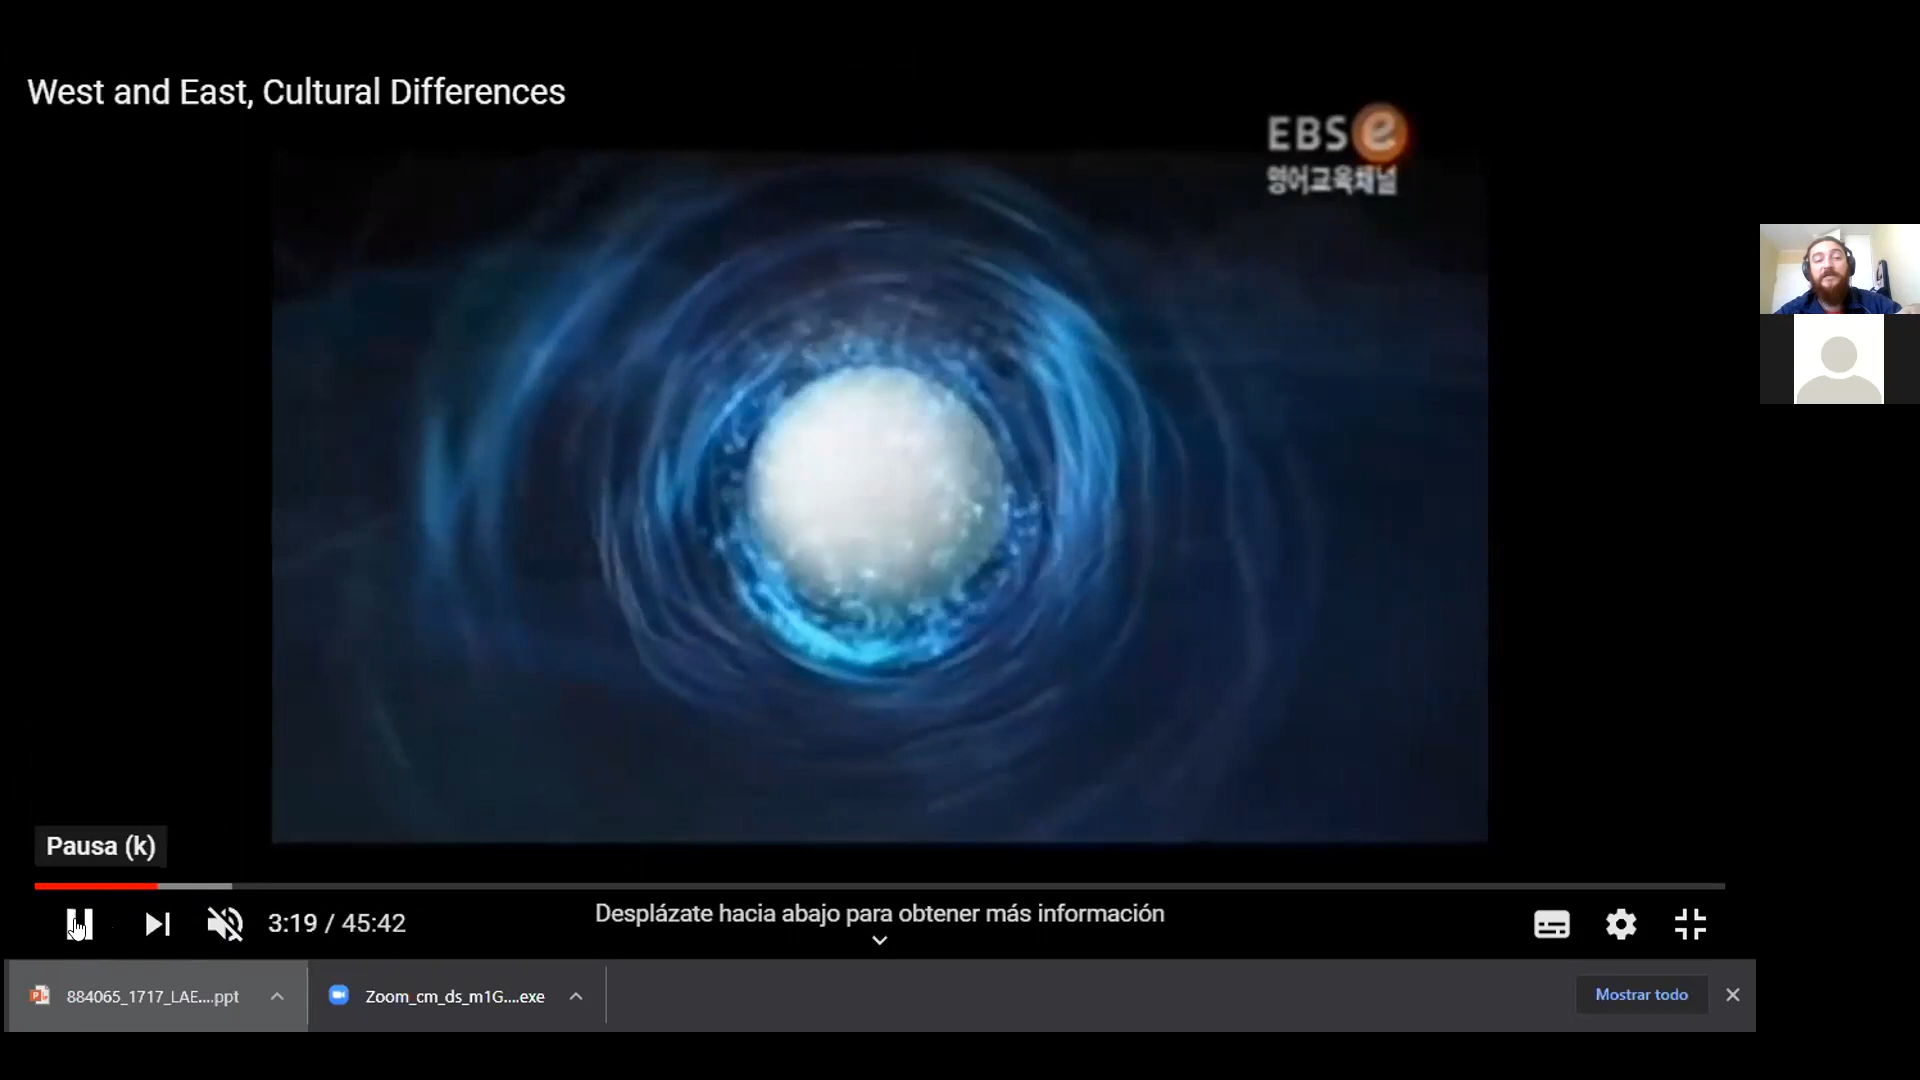 West and East, Cultural Differences
EBS e
영어교육채널
Pausa (k)
3:19 / 45:42
Desplázate hacia abajo para obtener más información
884065_1717_LAE....ppt
Zoom_cm_ds_m1G....exe
Mostrar todo